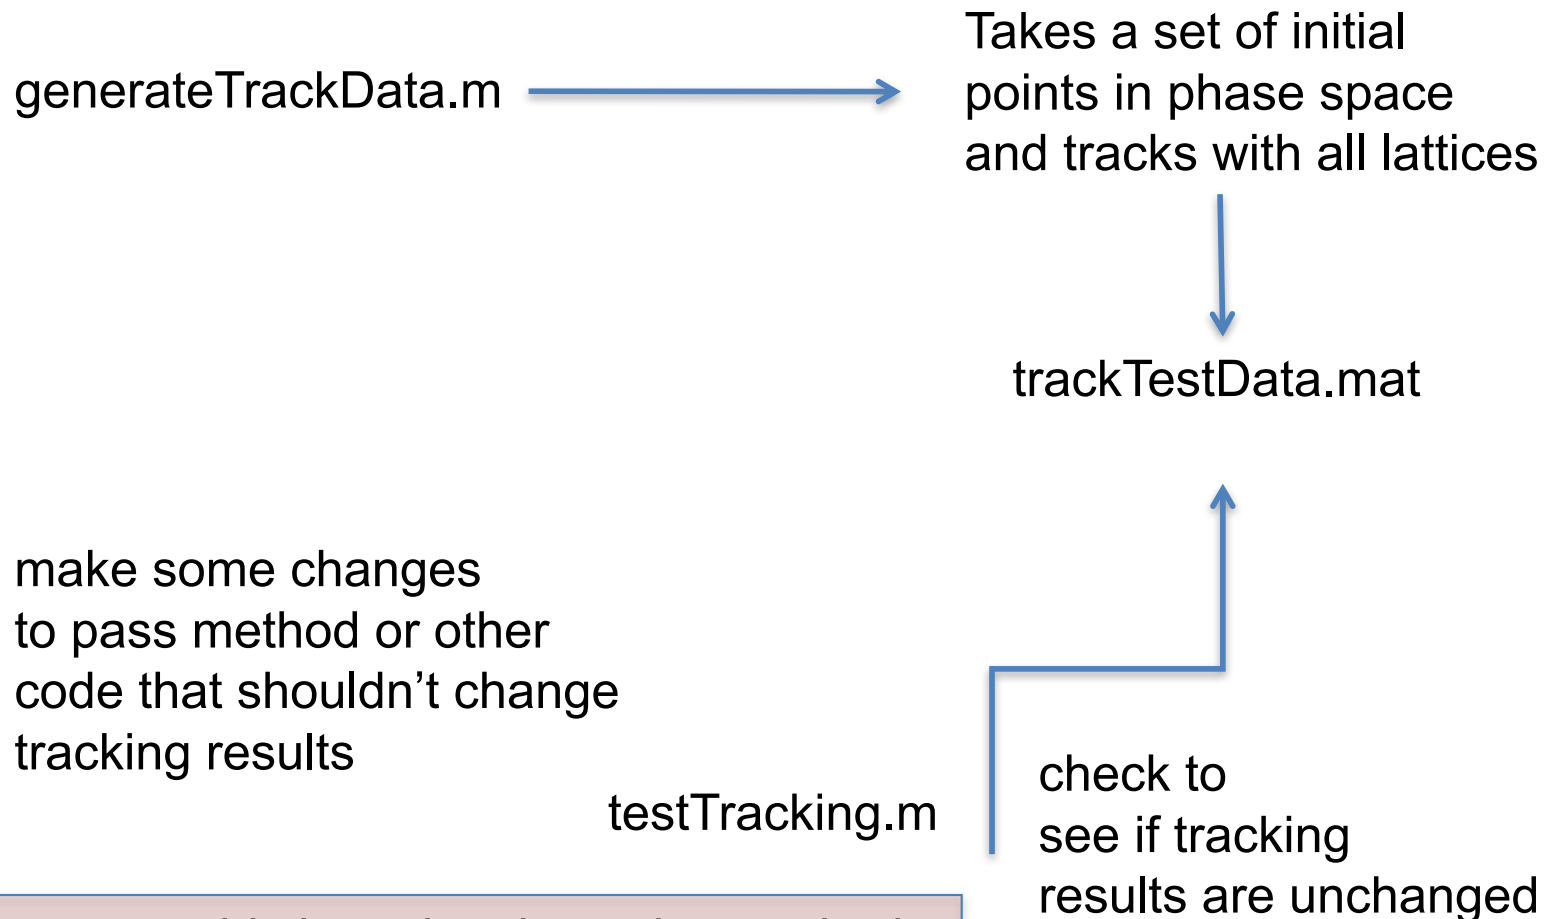 generateTrackData.m
Takes a set of initial
points in phase space
and tracks with all lattices
trackTestData.mat
make some changes
to pass method or other
code that shouldn’t change
tracking results
testTracking.m
check to
see if tracking
results are unchanged